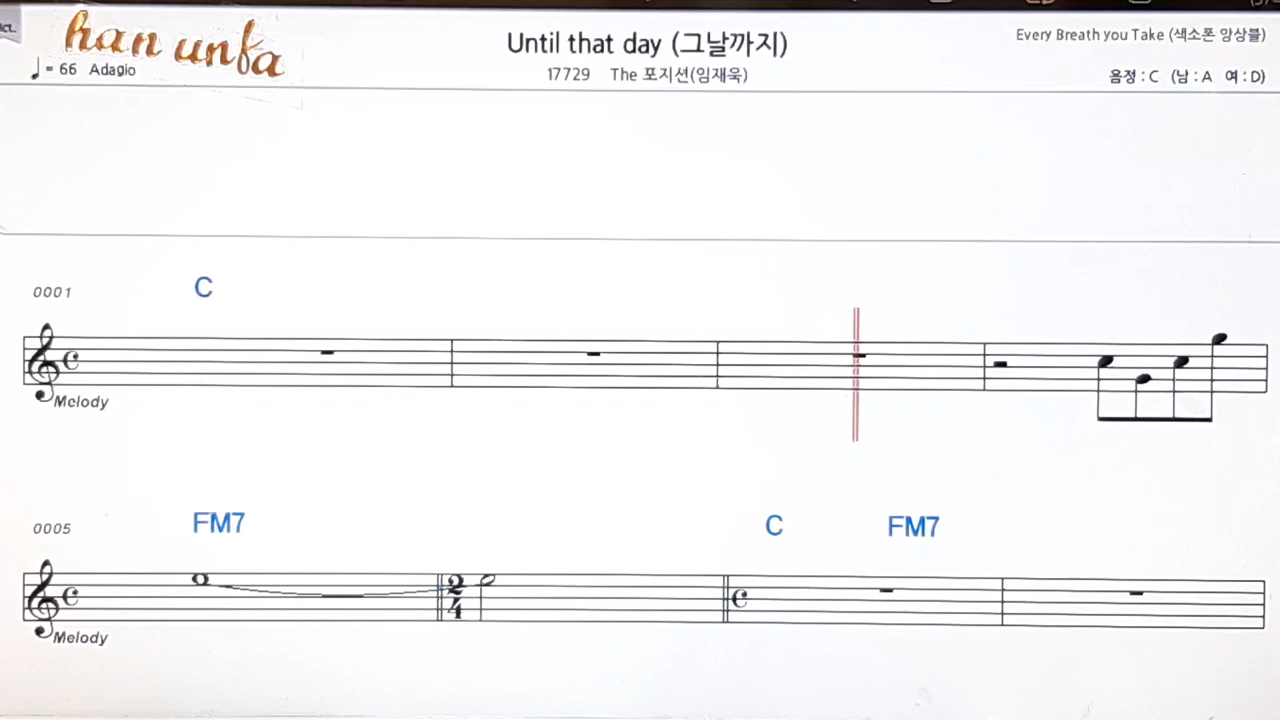 han unfa
Until that day (그날까지)
Every Breath you Take (색소폰 앙상블)
♩= 66 Adagio
17729 The 포지션(임재욱)
음정 : C (남 : A 여 : D)
0001
C
Melody
0005
FM7
C
FM7
2
4
Melody